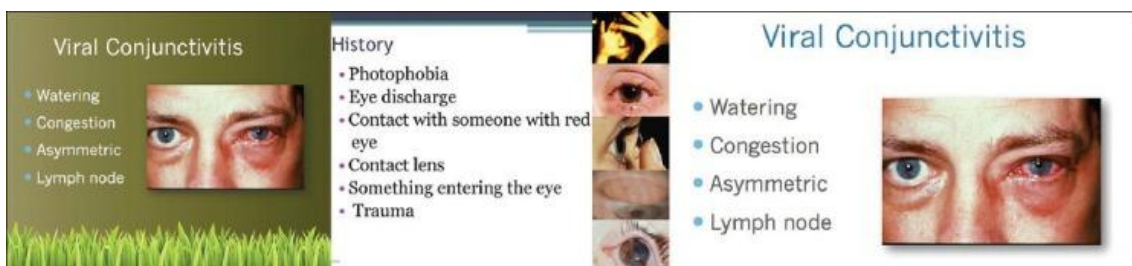 Viral Conjunctivitis
• Watering
• Congestion
• Asymmetric
• Lymph node
History
• Photophobia
• Eye discharge
• Contact with someone with red
eye
• Contact lens
• Something entering the eye
• Trauma
Viral Conjunctivitis
• Watering
• Congestion
• Asymmetric
• Lymph node